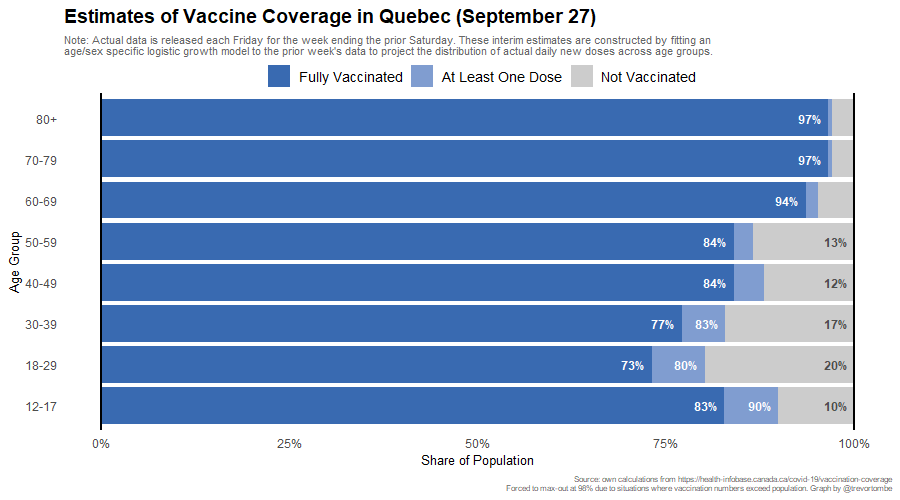 Estimates of Vaccine Coverage in Quebec (September 27)
Note: Actual data is released each Friday for the week ending the prior Saturday. These interim estimates are constructed by fitting an
age/sex specific logistic growth model to the prior week's data to project the distribution of actual daily new doses across age groups.
Fully Vaccinated At Least One Dose Not Vaccinated
Age Group
80+ 97%
70-79 97%
60-69 94%
50-59 84% 13%
40-49 84% 12%
30-39 77% 83% 17%
18-29 73% 80% 20%
12-17 83% 90% 10%
0% 25% 50% 75% 100%
Share of Population
Source: own calculations from https://health-infobase.canada.ca/covid-19/vaccination-coverage
Forced to max-out at 98% due to situations where vaccination numbers exceed population. Graph by @trevortombe